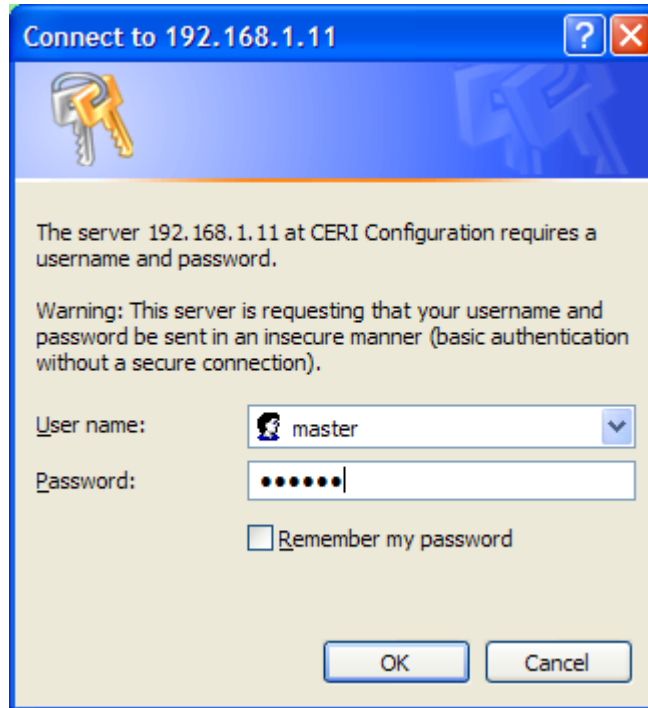 Connect to 192.168.1.11
The server 192.168.1.11 at CERI Configuration requires a
username and password.
Warning: This server is requesting that your username and
password be sent in an insecure manner (basic authentication
without a secure connection).
User name:
master
Password:
••••••
Remember my password
OK
Cancel